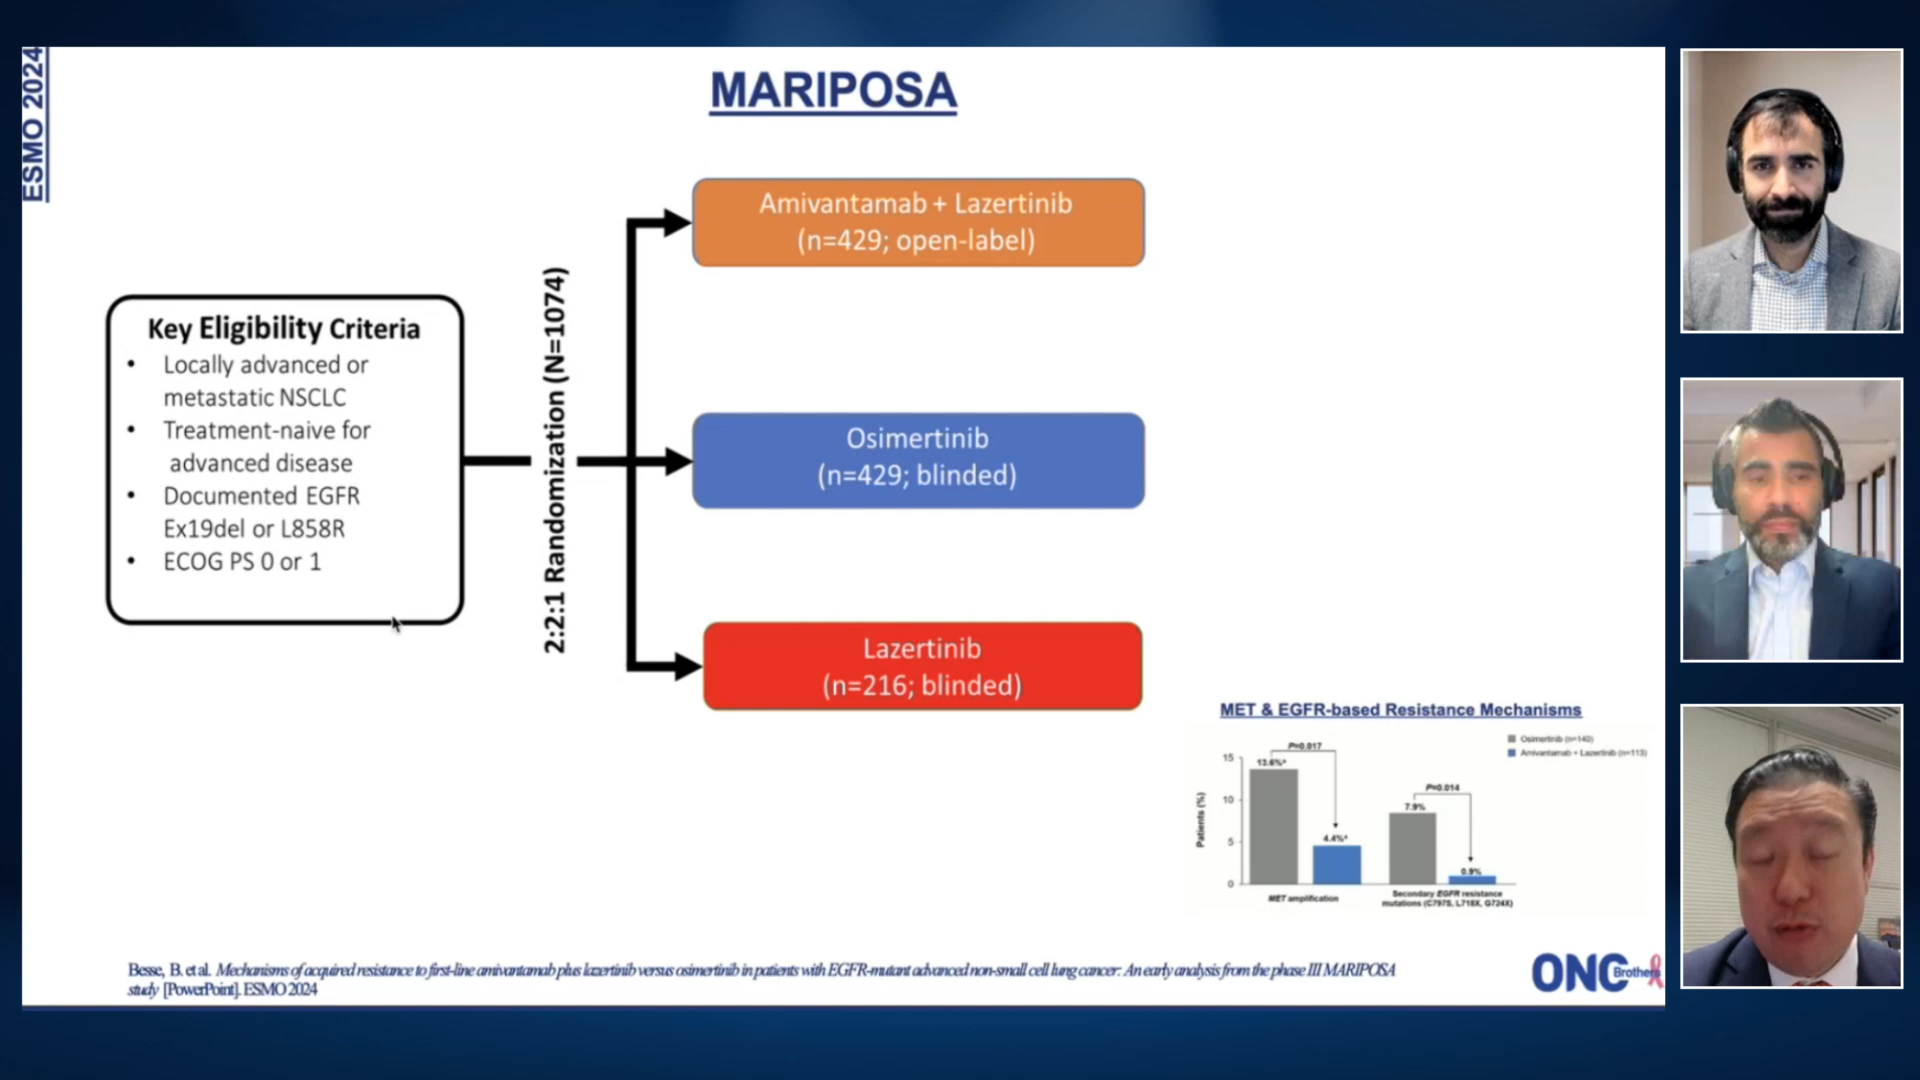 ESMO 2024
MARIPOSA
Key Eligibility Criteria
• Locally advanced or
metastatic NSCLC
• Treatment-naive for
advanced disease
• Documented EGFR
Ex19del or L858R
• ECOG PS 0 or 1
2:2:1 Randomization (N=1074)
Amivantamab + Lazertinib
(n=429; open-label)
Osimertinib
(n=429; blinded)
Lazertinib
(n=216; blinded)
MET & EGFR-based Resistance Mechanisms
Osimertinib (n=140)
Amivantamab + Lazertinib (n=113)
Patients (%)
15
10
5
0
P=0.017
13.6%*
4.4%*
P=0.014
7.9%
0.9%
MET amplification
Secondary EGFR resistance
mutations (C797S, L718X, G724X)
Besse, B. et al. Mechanisms of acquired resistance to first-line amivantamab plus lazertinib versus osimertinib in patients with EGFR-mutant advanced non-small cell lung cancer: An early analysis from the phase III MARIPOSA
study [PowerPoint]. ESMO 2024
ONC Brothers